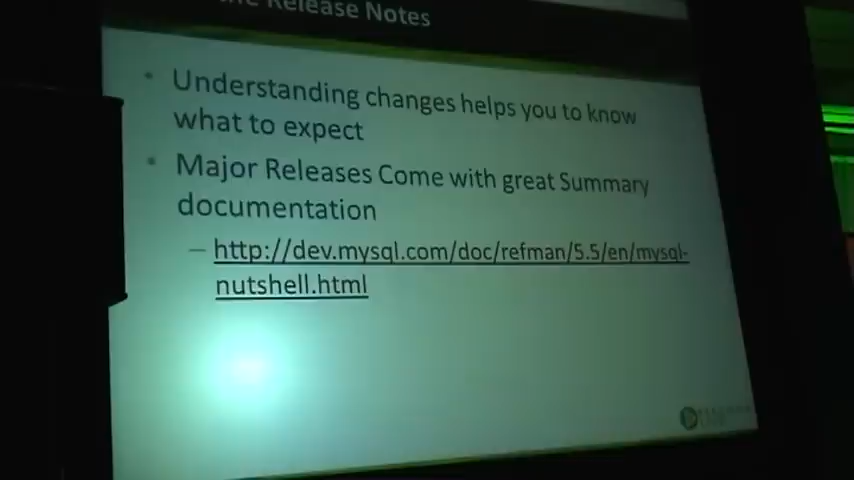 Release Notes
• Understanding changes helps you to know
what to expect
• Major Releases Come with great Summary
documentation
– http://dev.mysql.com/doc/refman/5.5/en/mysql-
nutshell.html